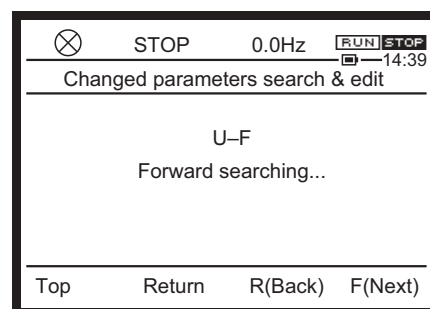 STOP 0.0Hz RUN STOP
14:39
Changed parameters search & edit
U–F
Forward searching...
Top Return R(Back) F(Next)